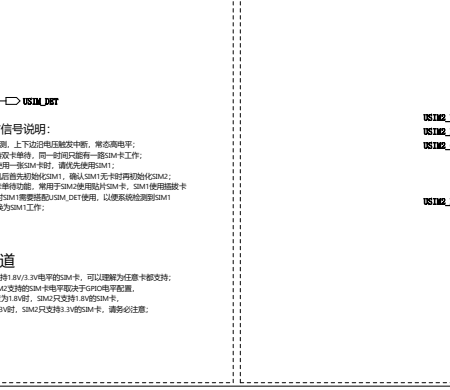 USIM_DET
信号说明：
测，上下边沿电压触发中断，常态高电平；
双卡单待，同一时间只能有一路SIM卡工作；
使用一张SIM卡时，请优先使用SIM1；
后首先初始化SIM1，确认SIM1无卡时再初始化SIM2；
单待功能，常用于SIM2使用贴片SIM卡，SIM1使用插拔卡
时SIM1需要搭配USIM_DET使用，以便系统检测到SIM1
为SIM1工作；
道
持1.8V/3.3V电平的SIM卡，可以理解为任意卡都支持；
M2支持的SIM卡电平取决于GPIO电平配置，
为1.8V时，SIM2只支持1.8V的SIM卡，
3V时，SIM2只支持3.3V的SIM卡，请务必注意；
USIM2_
USIM2_
USIM2_
USIM2_